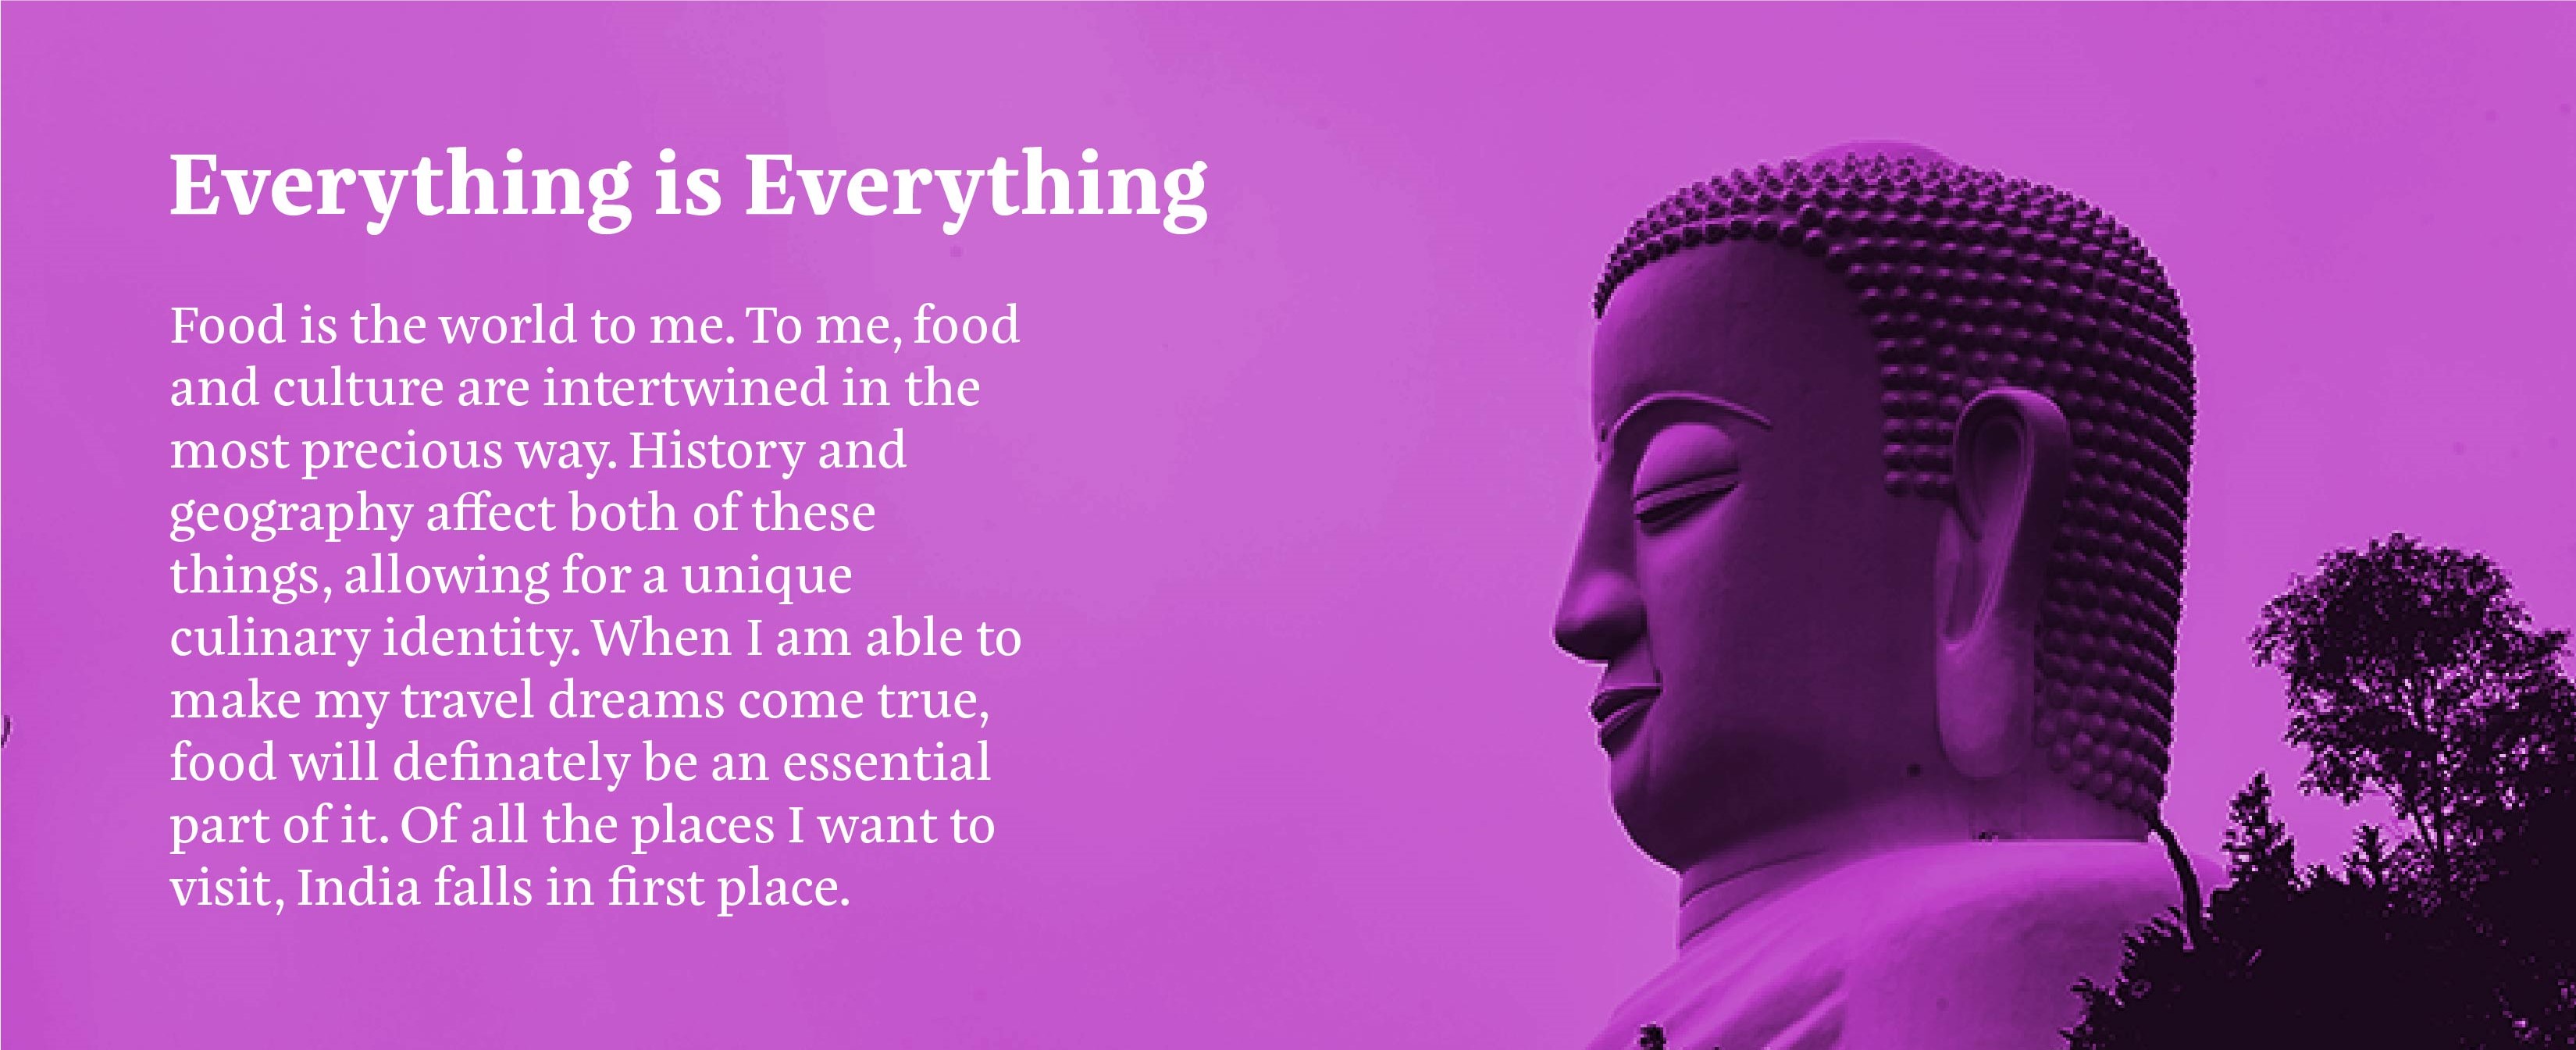 Everything is Everything
Food is the world to me. To me, food
and culture are intertwined in the
most precious way. History and
geography affect both of these
things, allowing for a unique
culinary identity. When I am able to
make my travel dreams come true,
food will definately be an essential
part of it. Of all the places I want to
visit, India falls in first place.